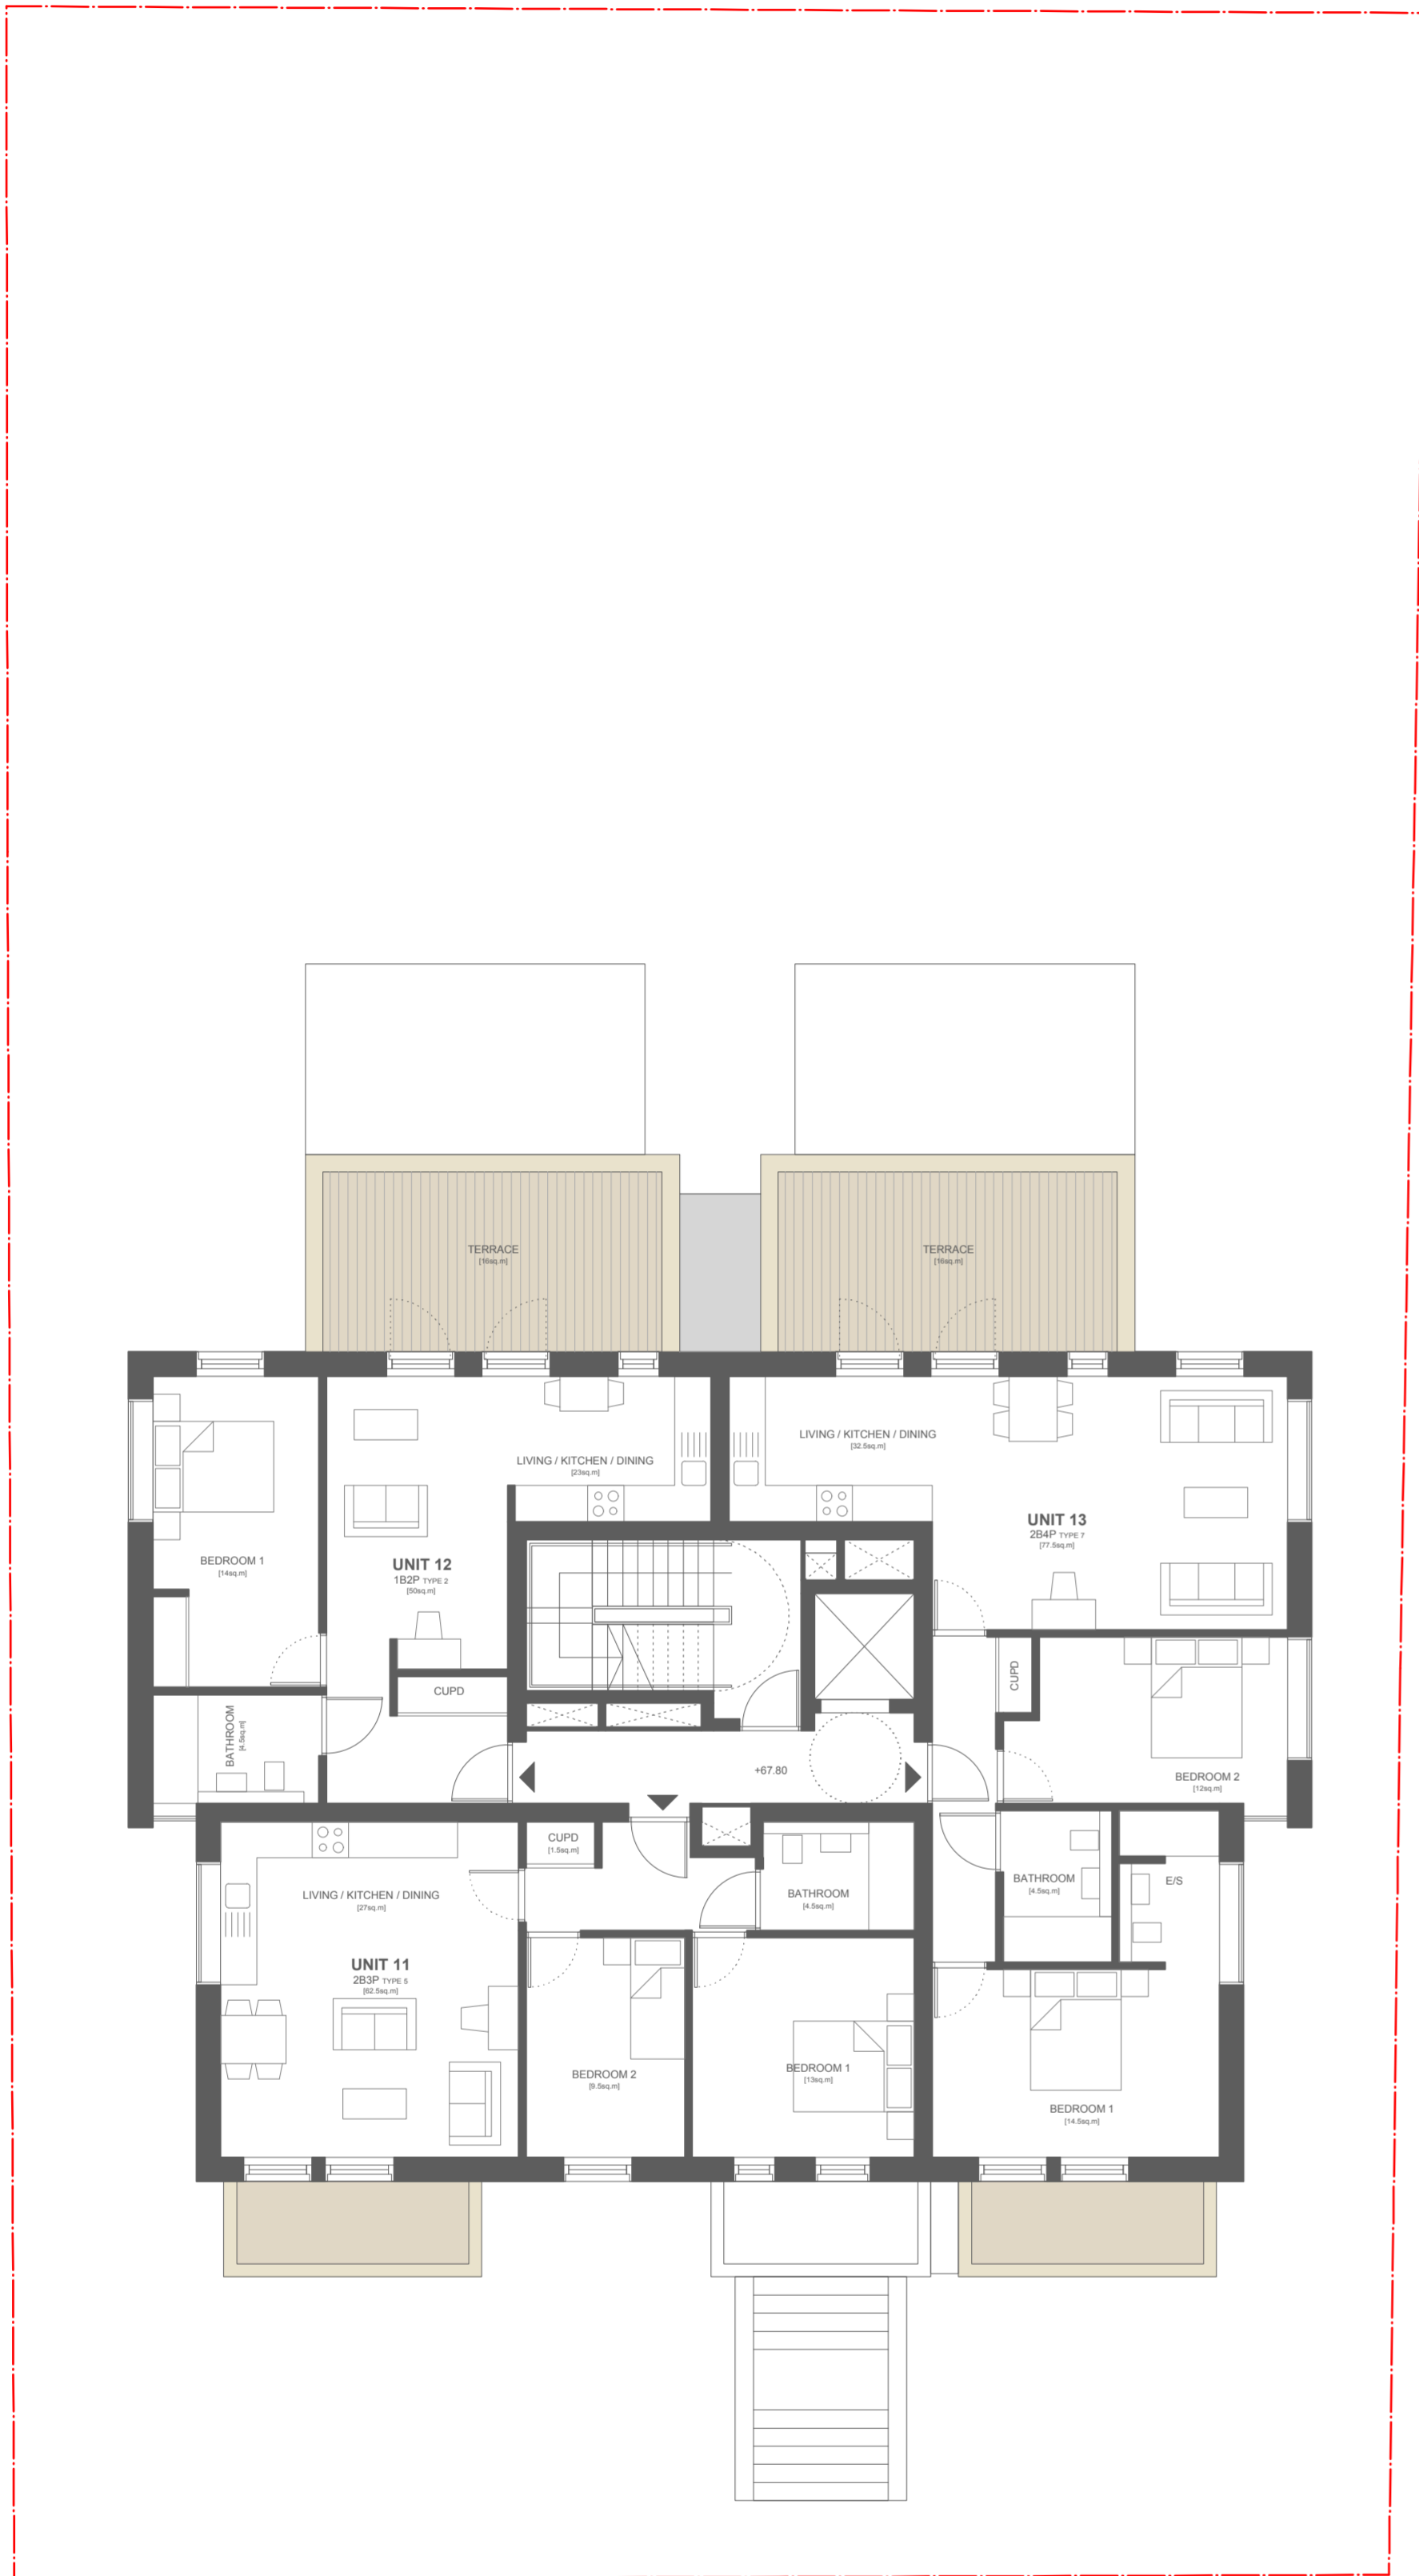 TERRACE
[16sq.m]
TERRACE
[16sq.m]
LIVING / KITCHEN / DINING
[32.5sq.m]
LIVING / KITCHEN / DINING
[23sq.m]
UNIT 13
2B4P TYPE 7
[77.5sq.m]
BEDROOM 1
[14sq.m]
UNIT 12
1B2P TYPE 2
[50sq.m]
CUPD
CUPD
BATHROOM
[4.5sq.m]
+67.80
BEDROOM 2
[12sq.m]
CUPD
[1.5sq.m]
LIVING / KITCHEN / DINING
[27sq.m]
BATHROOM
[4.5sq.m]
BATHROOM
[4.5sq.m]
E/S
UNIT 11
2B3P TYPE 5
[62.5sq.m]
BEDROOM 2
[9.5sq.m]
BEDROOM 1
[13sq.m]
BEDROOM 1
[14.5sq.m]